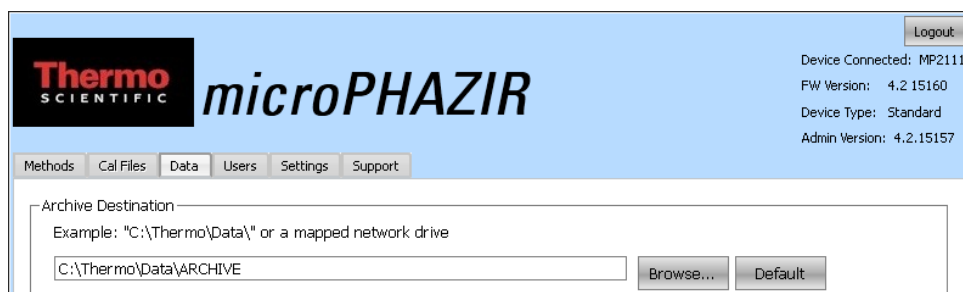 Logout
Thermo
SCIENTIFIC
microPHAZIR
Device Connected: MP2111
FW Version: 4.2 15160
Device Type: Standard
Admin Version: 4.2.15157
Methods Cal Files Data Users Settings Support
Archive Destination
Example: "C:\Thermo\Data\" or a mapped network drive
C:\Thermo\Data\ARCHIVE Browse... Default